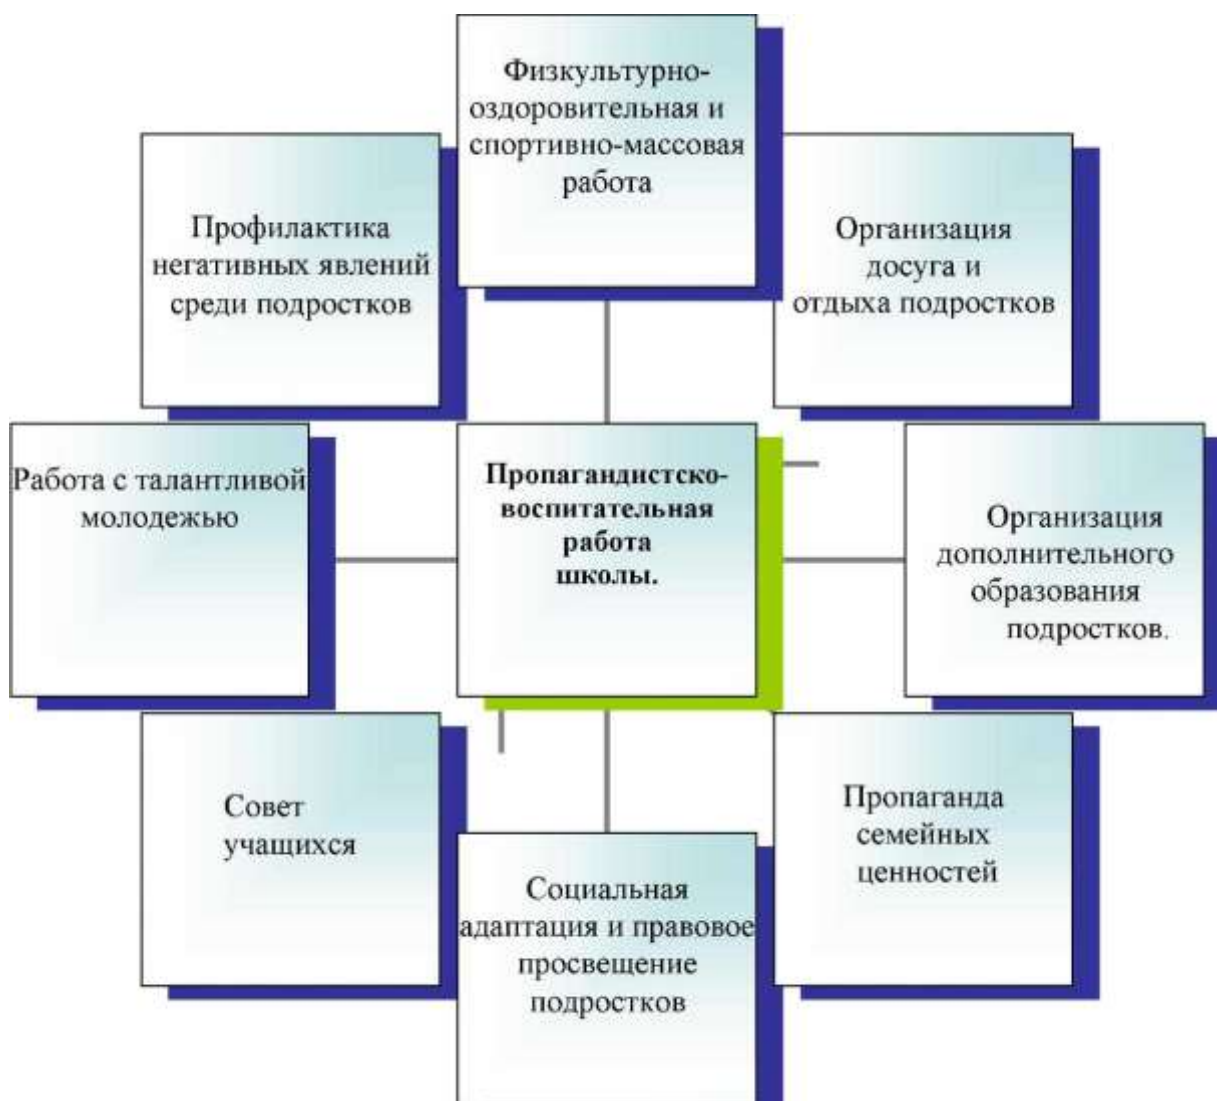 Физкультурно-
оздоровительная и
спортивно-массовая
работа
Профилактика
негативных явлений
среди подростков
Организация
досуга и
отдыха подростков
Работа с талантливой
молодежью
Пропагандистско-
воспитательная
работа
школы.
Организация
дополнительного
образования
подростков.
Совет
учащихся
Социальная
адаптация и правовое
просвещение
подростков
Пропаганда
семейных
ценностей